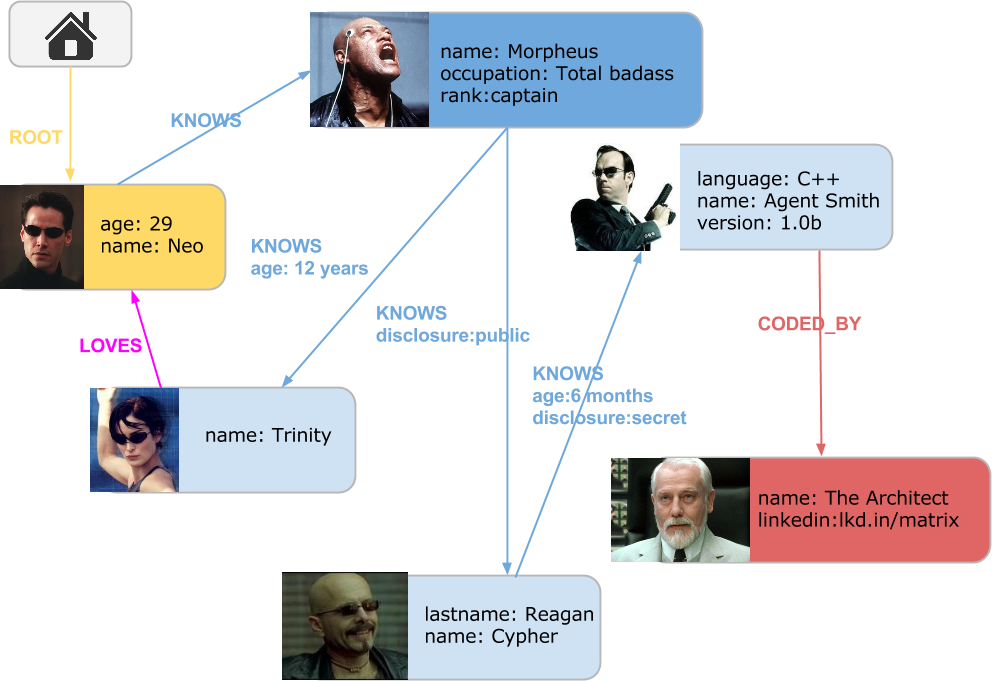 name: Morpheus
occupation: Total badass
rank:captain
KNOWS
ROOT
language: C++
name: Agent Smith
version: 1.0b
age: 29
name: Neo
KNOWS
age: 12 years
KNOWS
disclosure:public
CODED_BY
LOVES
KNOWS
age:6 months
disclosure:secret
name: Trinity
name: The Architect
linkedin:lkd.in/matrix
lastname: Reagan
name: Cypher